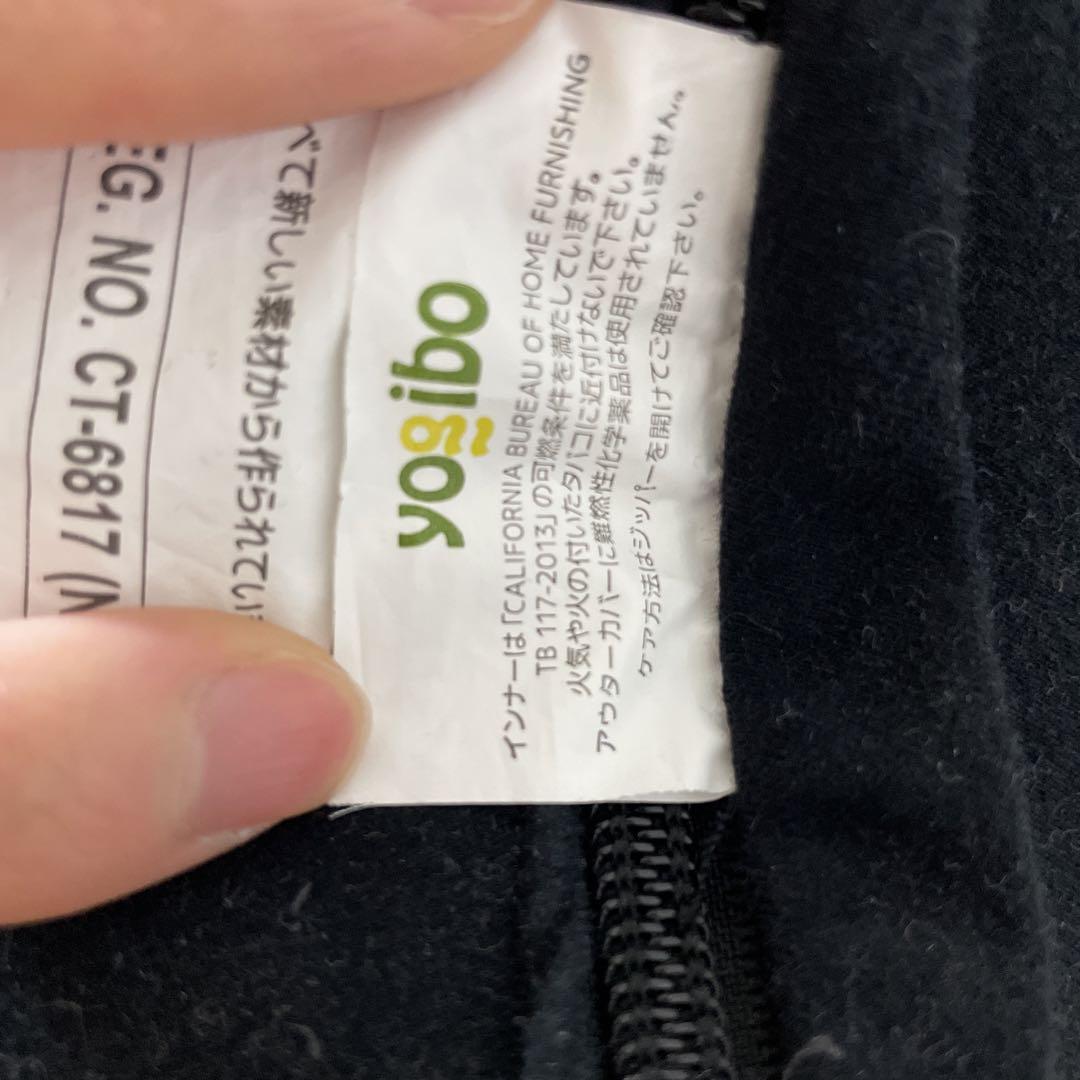 EG. NO. CT-6817 (N
べて新しい素材から作られてい
yogibo
インナーは「CALIFORNIA BUREAU OF HOME FURNISHING
TB 117-2013」の可燃条件を満たしています。
火気や火の付いたタバコに近付けないで下さい。
アウターカバーに難燃性化学薬品は使用されていません。
ケア方法はジッパーを開けてご確認下さい。